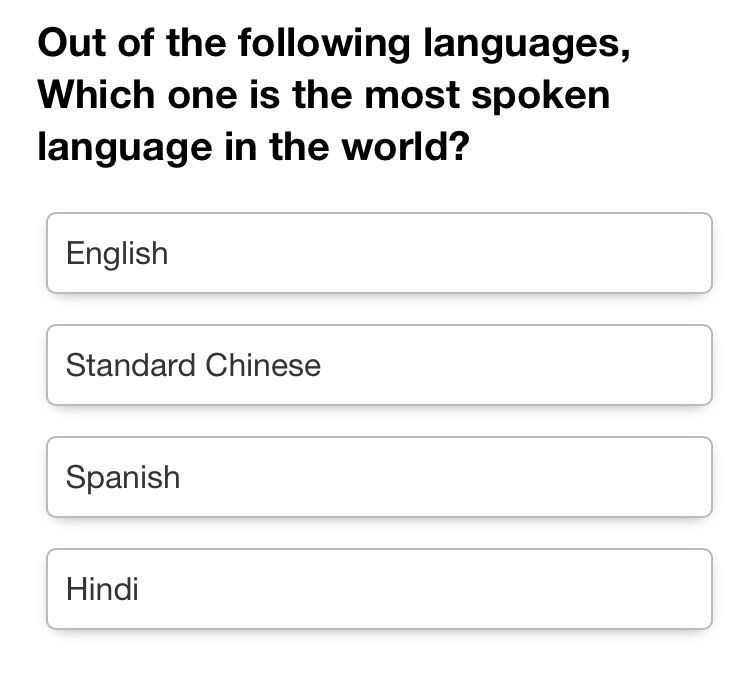 Out of the following languages,
Which one is the most spoken
language in the world?
English
Standard Chinese
Spanish
Hindi